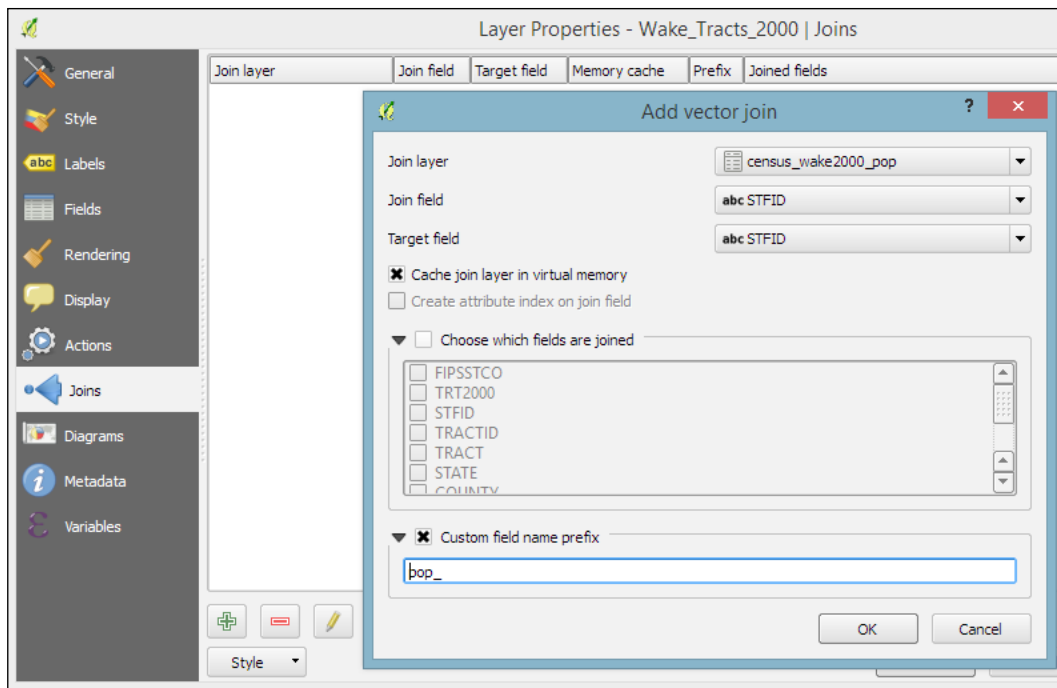 Layer Properties - Wake_Tracts_2000 | Joins
General
Style
abc Labels
Fields
Rendering
Display
Actions
Joins
Diagrams
Metadata
Variables
Join layer Join field Target field Memory cache Prefix Joined fields
Add vector join ?
Join layer census_wake2000_pop
Join field abc STFID
Target field abc STFID
Cache join layer in virtual memory
Create attribute index on join field
Choose which fields are joined
FIPSSTCO
TRT2000
STFID
TRACTID
TRACT
STATE
COUNTY
Custom field name prefix
pop_
OK Cancel
Style